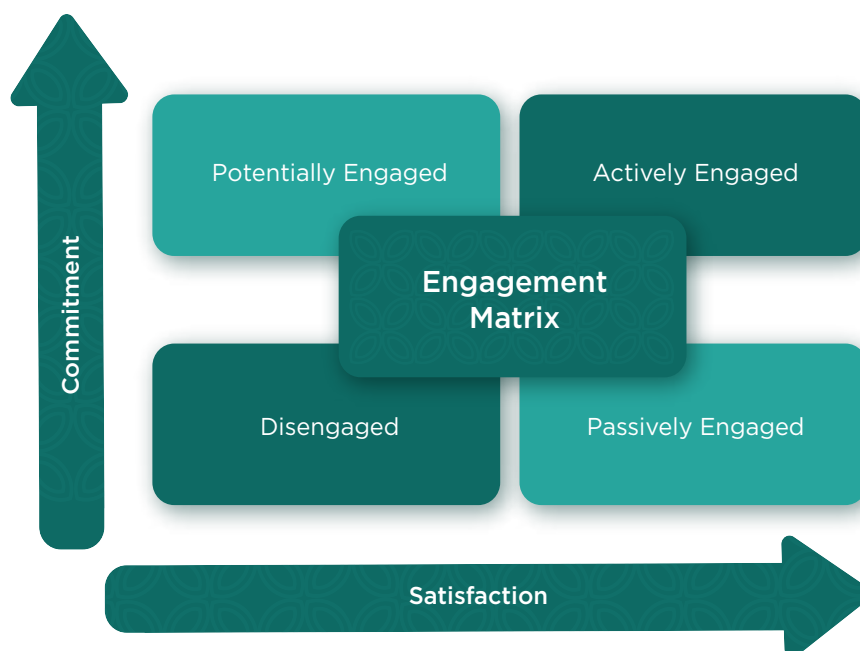 Potentially Engaged
Actively Engaged
Engagement
Matrix
Commitment
Disengaged
Passively Engaged
Satisfaction